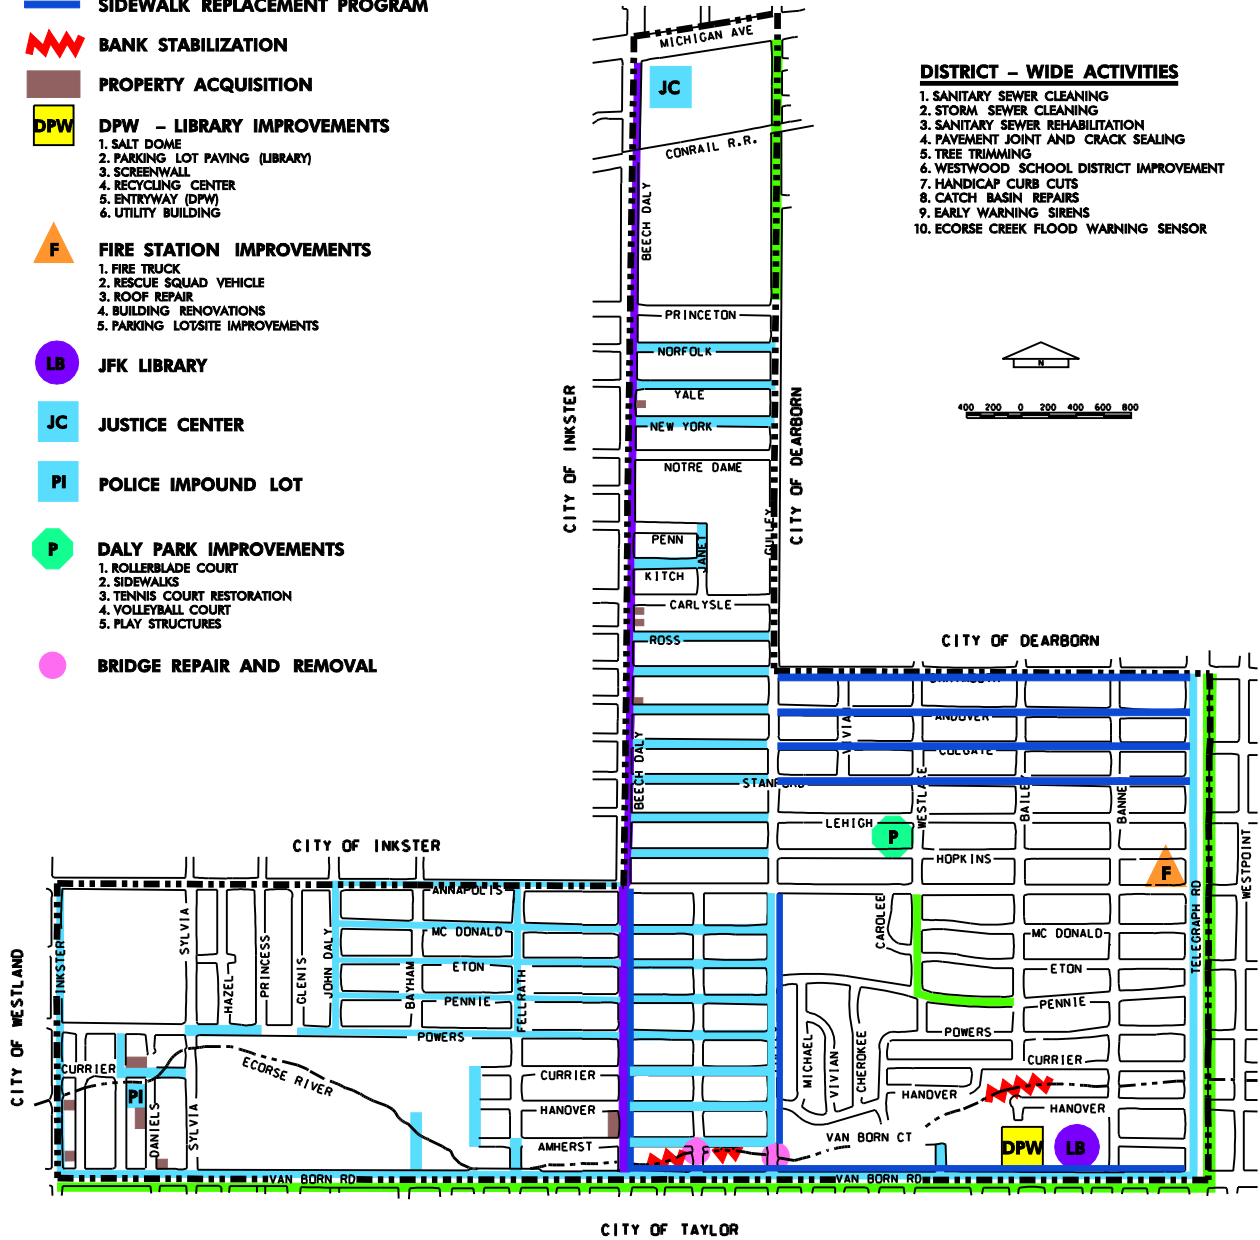 SIDEWALK REPLACEMENT PROGRAM
BANK STABILIZATION
PROPERTY ACQUISITION
DPW
DPW – LIBRARY IMPROVEMENTS
1. SALT DOME
2. PARKING LOT PAVING (LIBRARY)
3. SCREENWALL
4. RECYCLING CENTER
5. ENTRYWAY (DPW)
6. UTILITY BUILDING
F
FIRE STATION IMPROVEMENTS
1. FIRE TRUCK
2. RESCUE SQUAD VEHICLE
3. ROOF REPAIR
4. BUILDING RENOVATIONS
5. PARKING LOT/SITE IMPROVEMENTS
LB
JFK LIBRARY
JC
JUSTICE CENTER
PI
POLICE IMPOUND LOT
P
DALY PARK IMPROVEMENTS
1. ROLLERBLADE COURT
2. SIDEWALKS
3. TENNIS COURT RESTORATION
4. VOLLEYBALL COURT
5. PLAY STRUCTURES
BRIDGE REPAIR AND REMOVAL
DISTRICT – WIDE ACTIVITIES
1. SANITARY SEWER CLEANING
2. STORM SEWER CLEANING
3. SANITARY SEWER REHABILITATION
4. PAVEMENT JOINT AND CRACK SEALING
5. TREE TRIMMING
6. WESTWOOD SCHOOL DISTRICT IMPROVEMENT
7. HANDICAP CURB CUTS
8. CATCH BASIN REPAIRS
9. EARLY WARNING SIRENS
10. ECORSE CREEK FLOOD WARNING SENSOR
N
400 200 0 200 400 600 800
MICHIGAN AVE
JC
CONRAIL R.R.
BEECH DALY
PRINCETON
NORFOLK
YALE
NEW YORK
NOTRE DAME
CITY OF INKSTER
CITY OF DEARBORN
GULLEY
PENN
JANET
KITCH
CARLYSLE
ROSS
CITY OF DEARBORN
ANDOVER
VIVIAN
COLGATE
BEECH DALY
STANFORD
WESTLAKE
BAILEY
BANNER
LEHIGH
P
HOPKINS
F
WESTPOINT
TELEGRAPH RD
CITY OF INKSTER
ANNAPOLIS
SYLVIA
MC DONALD
CAROLEE
MC DONALD
INKSTER
HAZEL
PRINCESS
GLENIS
JOHN DALY
BAYHAM
ETON
FELLRATH
PENNIE
ETON
PENNIE
CITY OF WESTLAND
POWERS
POWERS
MICHAEL
VIVIAN
CHEROKEE
CURRIER
ECORSE RIVER
CURRIER
CURRIER
PI
HANOVER
HANOVER
HANOVER
DANIELS
SYLVIA
AMHERST
VAN BORN CT
DPW
LB
VAN BORN RD
VAN BORN RD
CITY OF TAYLOR